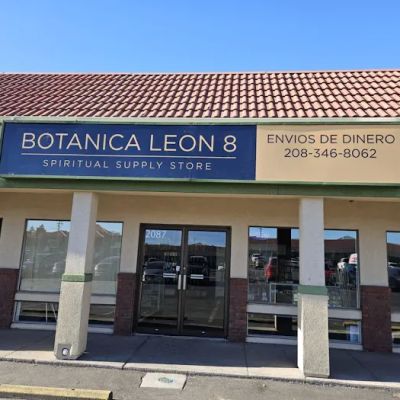 BOTANICA LEON 8
SPIRITUAL SUPPLY STORE
ENVIOS DE DINERO
208-346-8062
2087